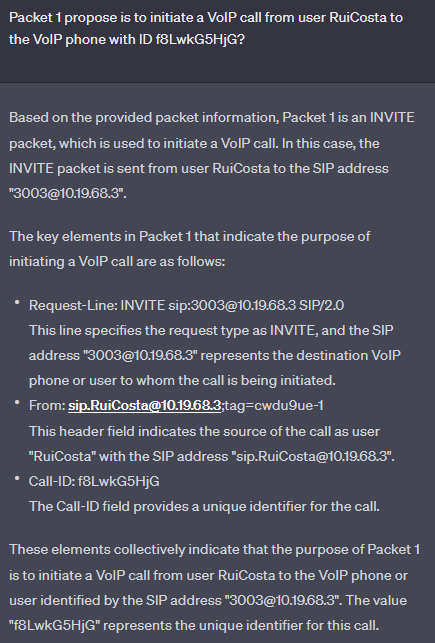 Packet 1 propose is to initiate a VoIP call from user RuiCosta to
the VoIP phone with ID f8LwkG5HjG?
Based on the provided packet information, Packet 1 is an INVITE
packet, which is used to initiate a VoIP call. In this case, the
INVITE packet is sent from user RuiCosta to the SIP address
"3003@10.19.68.3".
The key elements in Packet 1 that indicate the purpose of
initiating a VoIP call are as follows:
• Request-Line: INVITE sip:3003@10.19.68.3 SIP/2.0
This line specifies the request type as INVITE, and the SIP
address "3003@10.19.68.3" represents the destination VoIP
phone or user to whom the call is being initiated.
• From: sip.RuiCosta@10.19.68.3;tag=cwdu9ue-1
This header field indicates the source of the call as user
"RuiCosta" with the SIP address "sip.RuiCosta@10.19.68.3".
• Call-ID: f8LwkG5HjG
The Call-ID field provides a unique identifier for the call.
These elements collectively indicate that the purpose of Packet 1
is to initiate a VoIP call from user RuiCosta to the VoIP phone or
user identified by the SIP address "3003@10.19.68.3". The value
"f8LwkG5HjG" represents the unique identifier for this call.